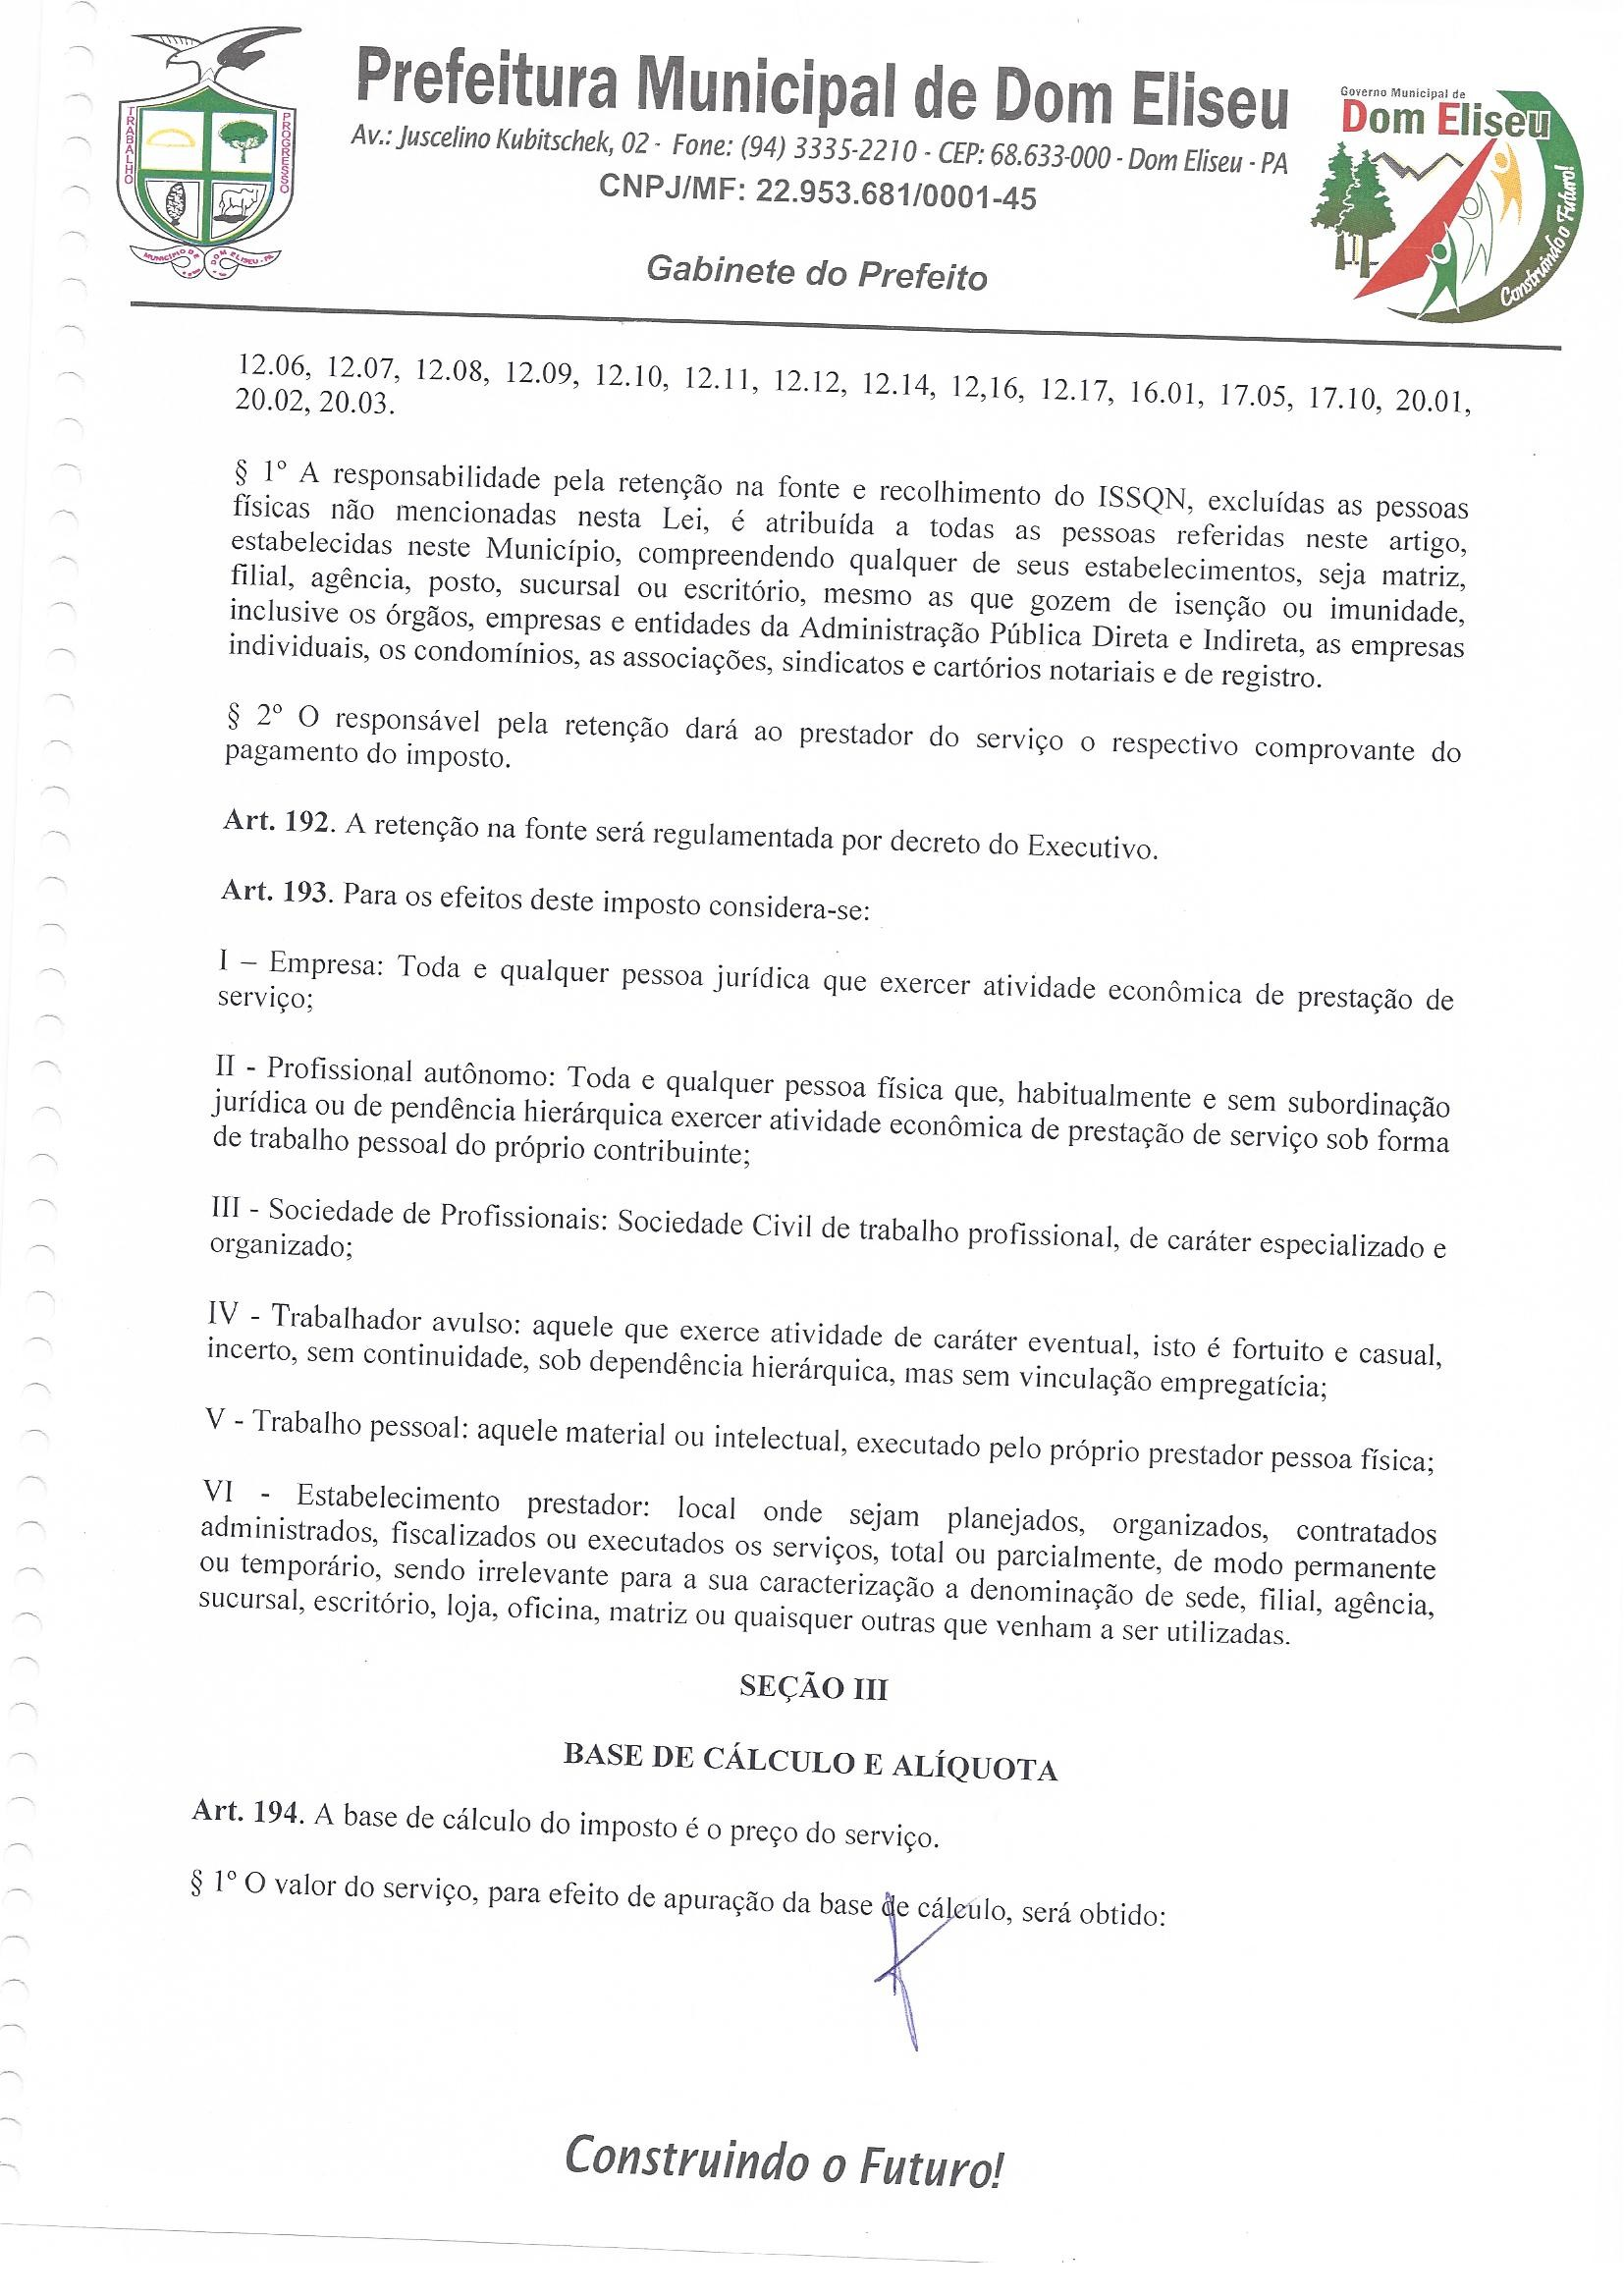 Prefeitura Municipal de Dom Eliseu
Av.: Juscelino Kubitschek, 02 - Fone: (94) 3335-2210 - CEP: 68.633-000 - Dom Eliseu - PA
CNPJ/MF: 22.953.681/0001-45
Gabinete do Prefeito
TRABALHO
PROGRESSO
MUNICÍPIO DE DOM ELISEU - PA
Governo Municipal de
Dom Eliseu
Construindo o Futuro!
12.06, 12.07, 12.08, 12.09, 12.10, 12.11, 12.12, 12.14, 12,16, 12.17, 16.01, 17.05, 17.10, 20.01,
20.02, 20.03.
§ 1º A responsabilidade pela retenção na fonte e recolhimento do ISSQN, excluídas as pessoas
físicas não mencionadas nesta Lei, é atribuída a todas as pessoas referidas neste artigo,
estabelecidas neste Município, compreendendo qualquer de seus estabelecimentos, seja matriz,
filial, agência, posto, sucursal ou escritório, mesmo as que gozem de isenção ou imunidade,
inclusive os órgãos, empresas e entidades da Administração Pública Direta e Indireta, as empresas
individuais, os condomínios, as associações, sindicatos e cartórios notariais e de registro.
§ 2º O responsável pela retenção dará ao prestador do serviço o respectivo comprovante do
pagamento do imposto.
Art. 192. A retenção na fonte será regulamentada por decreto do Executivo.
Art. 193. Para os efeitos deste imposto considera-se:
I – Empresa: Toda e qualquer pessoa jurídica que exercer atividade econômica de prestação de
serviço;
II - Profissional autônomo: Toda e qualquer pessoa física que, habitualmente e sem subordinação
jurídica ou de pendência hierárquica exercer atividade econômica de prestação de serviço sob forma
de trabalho pessoal do próprio contribuinte;
III - Sociedade de Profissionais: Sociedade Civil de trabalho profissional, de caráter especializado e
organizado;
IV - Trabalhador avulso: aquele que exerce atividade de caráter eventual, isto é fortuito e casual,
incerto, sem continuidade, sob dependência hierárquica, mas sem vinculação empregatícia;
V - Trabalho pessoal: aquele material ou intelectual, executado pelo próprio prestador pessoa física;
VI - Estabelecimento prestador: local onde sejam planejados, organizados, contratados
administrados, fiscalizados ou executados os serviços, total ou parcialmente, de modo permanente
ou temporário, sendo irrelevante para a sua caracterização a denominação de sede, filial, agência,
sucursal, escritório, loja, oficina, matriz ou quaisquer outras que venham a ser utilizadas.
SEÇÃO III
BASE DE CÁLCULO E ALÍQUOTA
Art. 194. A base de cálculo do imposto é o preço do serviço.
§ 1º O valor do serviço, para efeito de apuração da base de cálculo, será obtido:
Construindo o Futuro!